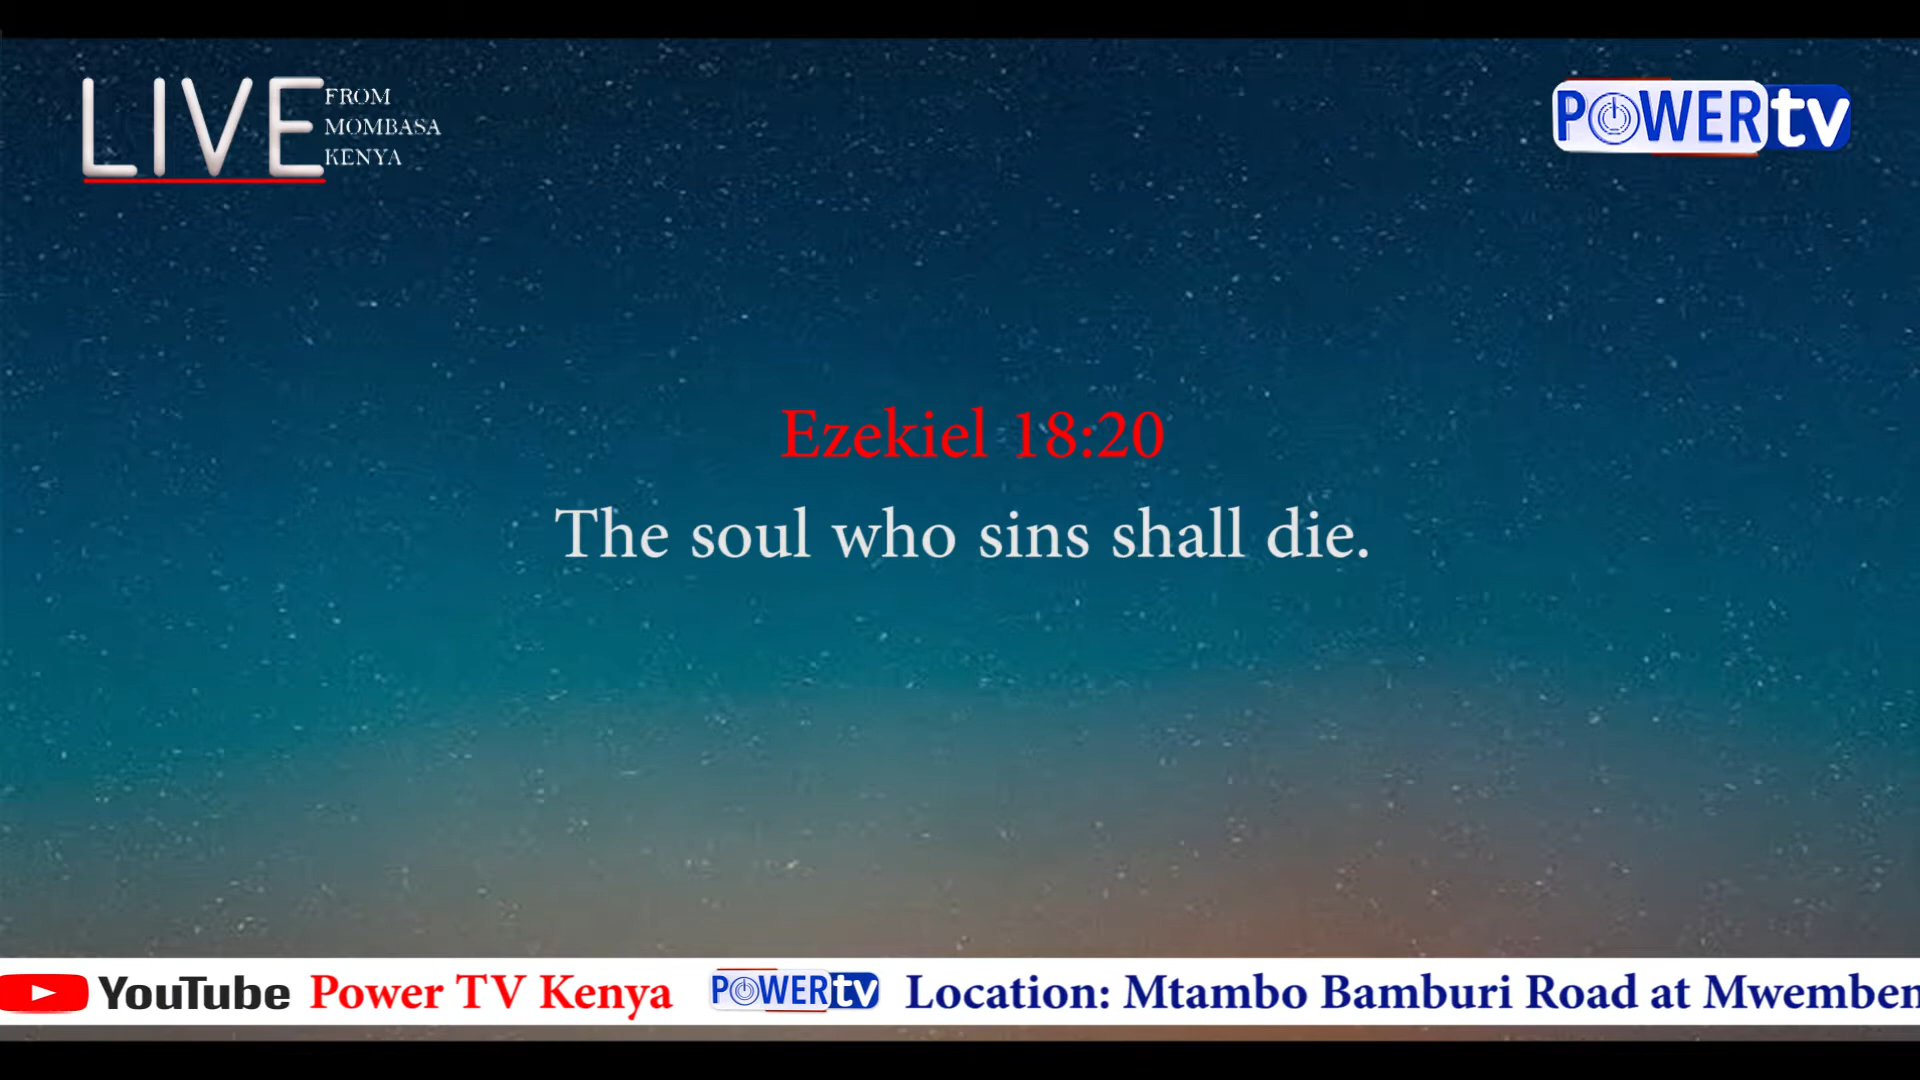 LIVE
FROM
MOMBASA
KENYA
POWERtv
Ezekiel 18:20
The soul who sins shall die.
YouTube Power TV Kenya POWERtv Location: Mtambo Bamburi Road at Mwemben